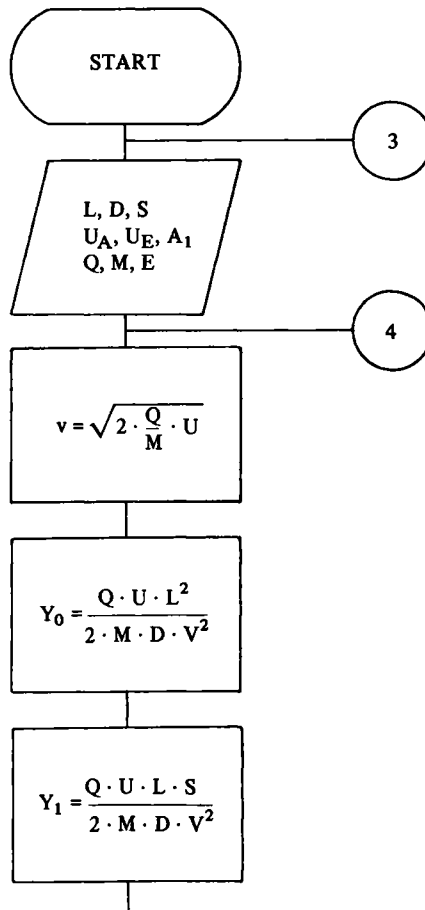 START
3
L, D, S
U_A, U_E, A_1
Q, M, E
4
v = √(2 · Q/M · U)
Y_0 = (Q · U · L^2)/(2 · M · D · V^2)
Y_1 = (Q · U · L · S)/(2 · M · D · V^2)